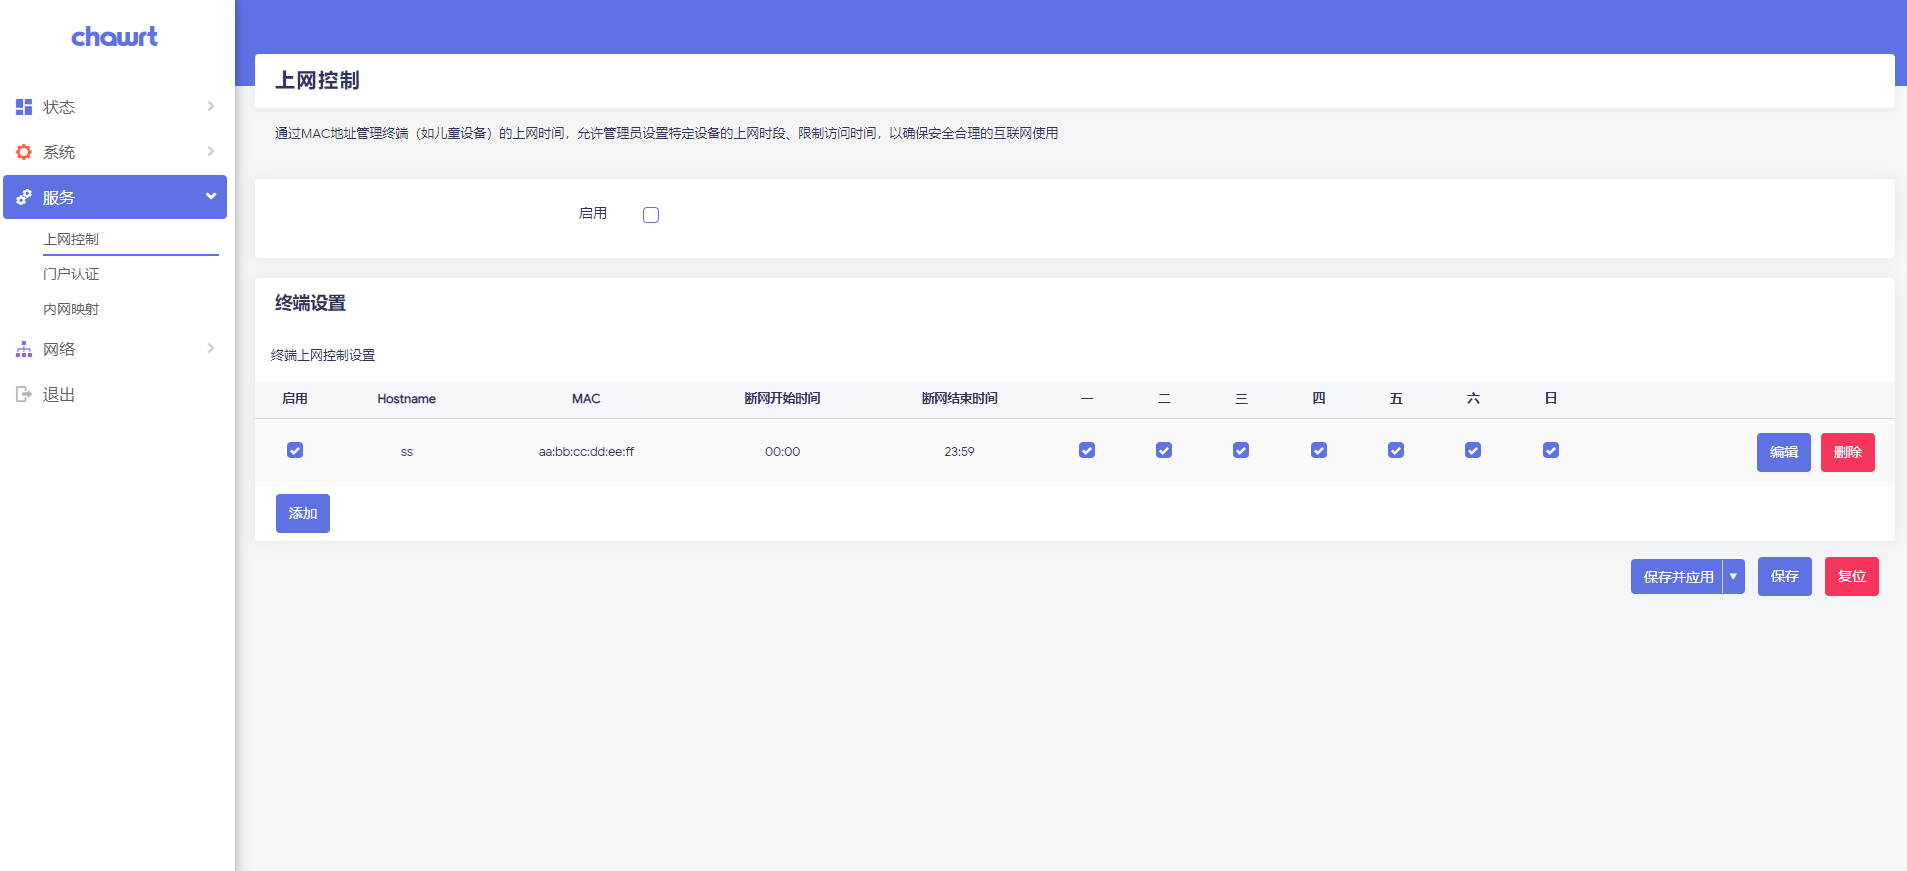 chawrt
状态
系统
服务
上网控制
门户认证
内网映射
网络
退出
上网控制
通过MAC地址管理终端（如儿童设备）的上网时间，允许管理员设置特定设备的上网时段、限制访问时间，以确保安全合理的互联网使用
启用
终端设置
终端上网控制设置
启用 Hostname MAC 断网开始时间 断网结束时间 一 二 三 四 五 六 日
ss aa:bb:cc:dd:ee:ff 00:00 23:59 编辑 删除
添加
保存并应用 保存 复位